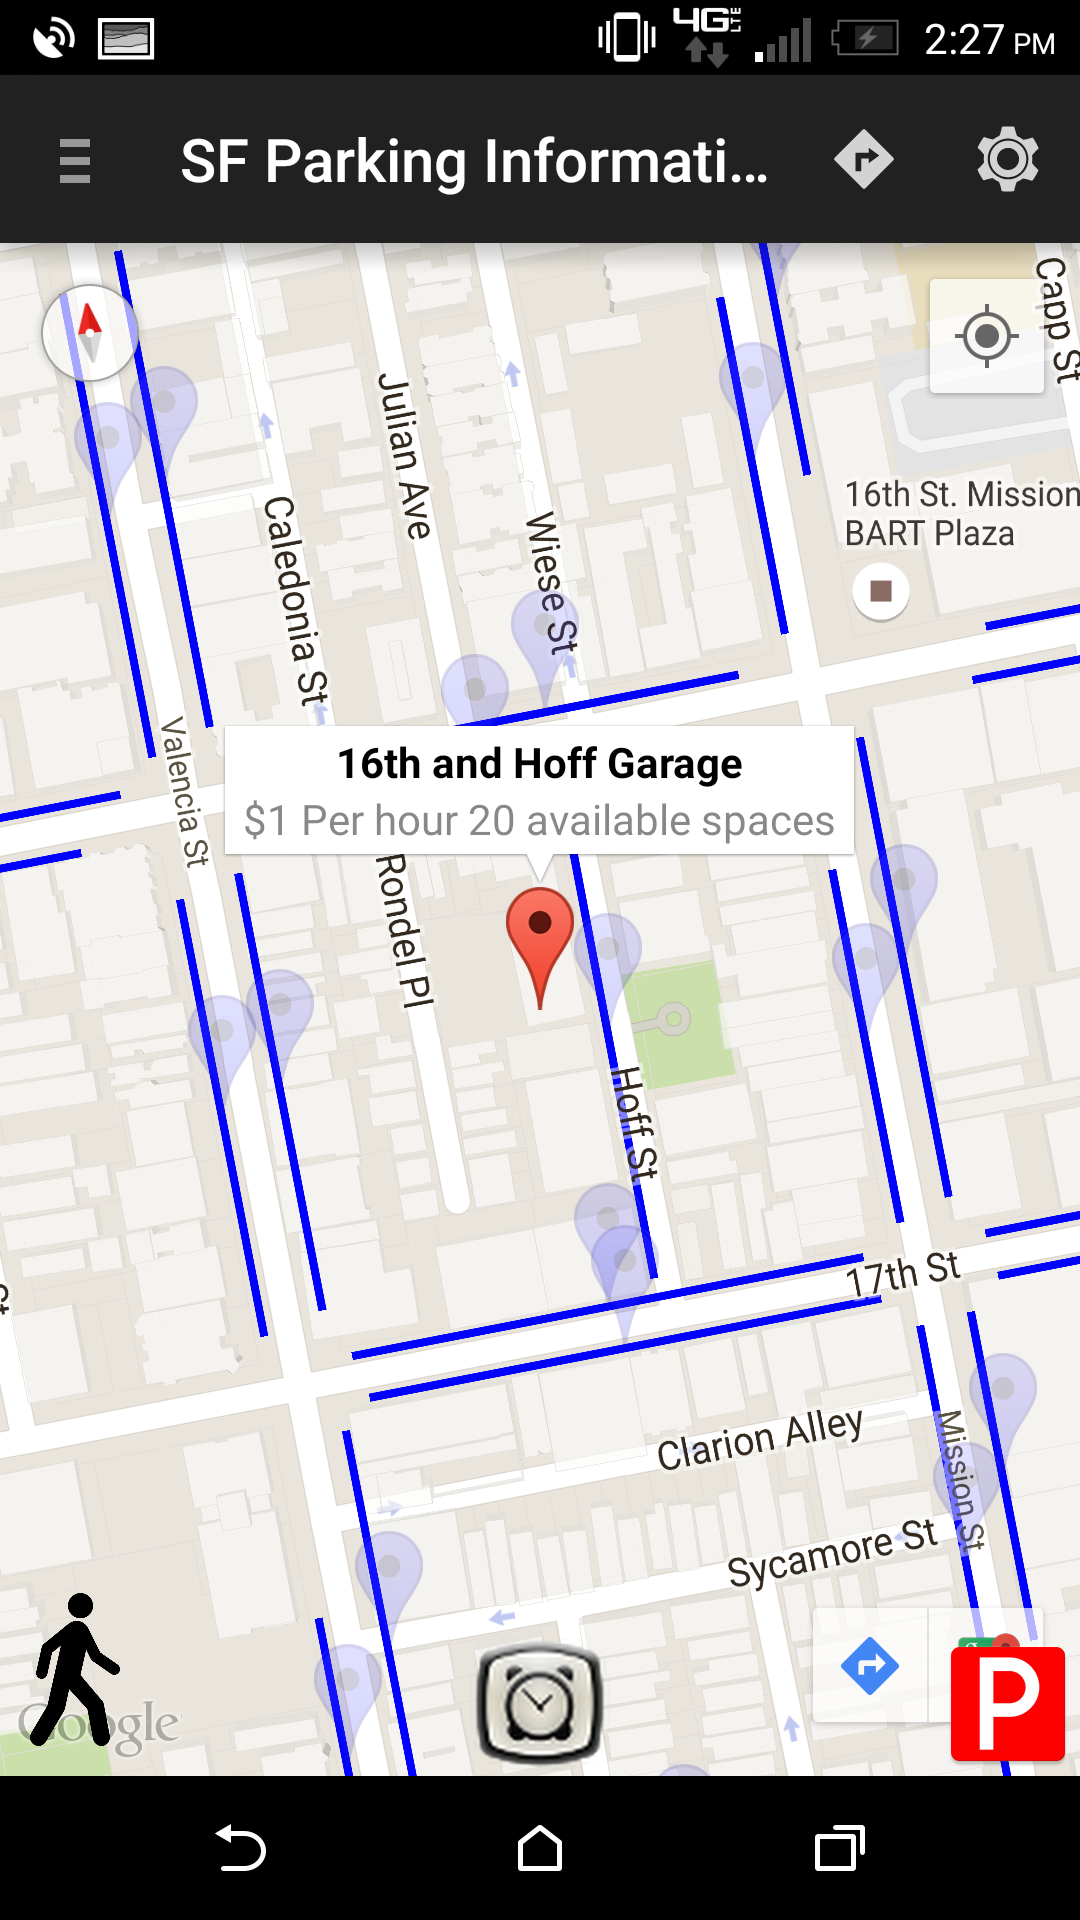 4G LTE
2:27 PM
SF Parking Informati...
Capp St
Julian Ave
16th St. Mission
BART Plaza
Wiese St
Caledonia St
Valencia St
16th and Hoff Garage
$1 Per hour 20 available spaces
Rondel Pl
Hoff St
17th St
St
Clarion Alley
Mission St
Sycamore St
Google
P